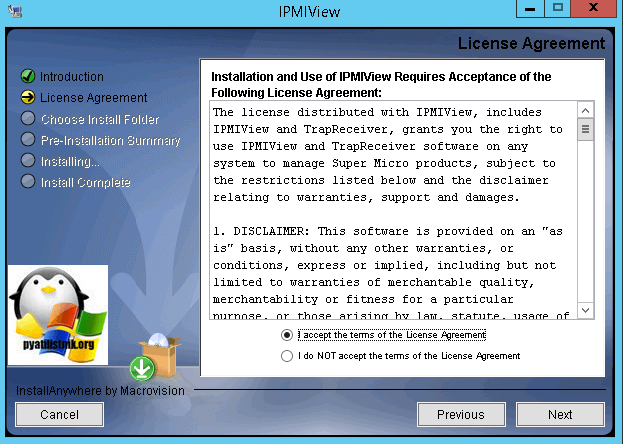 IPMIView
License Agreement
Introduction
License Agreement
Choose Install Folder
Pre-Installation Summary
Installing...
Install Complete
Installation and Use of IPMIView Requires Acceptance of the
Following License Agreement:
The license distributed with IPMIView, includes
IPMIView and TrapReceiver, grants you the right to
use IPMIView and TrapReceiver software on any
system to manage Super Micro products, subject to
the restrictions listed below and the disclaimer
relating to warranties, support and damages.
1. DISCLAIMER: This software is provided on an "as
is" basis, without any other warranties, or
conditions, express or implied, including but not
limited to warranties of merchantable quality,
merchantability or fitness for a particular
purpose, or those arising by law, statute, usage of
I accept the terms of the License Agreement
I do NOT accept the terms of the License Agreement
pyatilistnik.org
InstallAnywhere by Macrovision
Cancel
Previous
Next